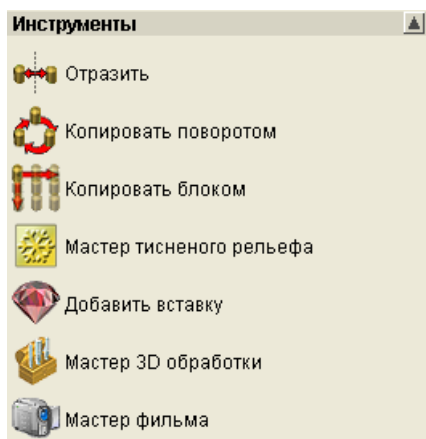 Инструменты
Отразить
Копировать поворотом
Копировать блоком
Мастер тисненого рельефа
Добавить вставку
Мастер 3D обработки
Мастер фильма